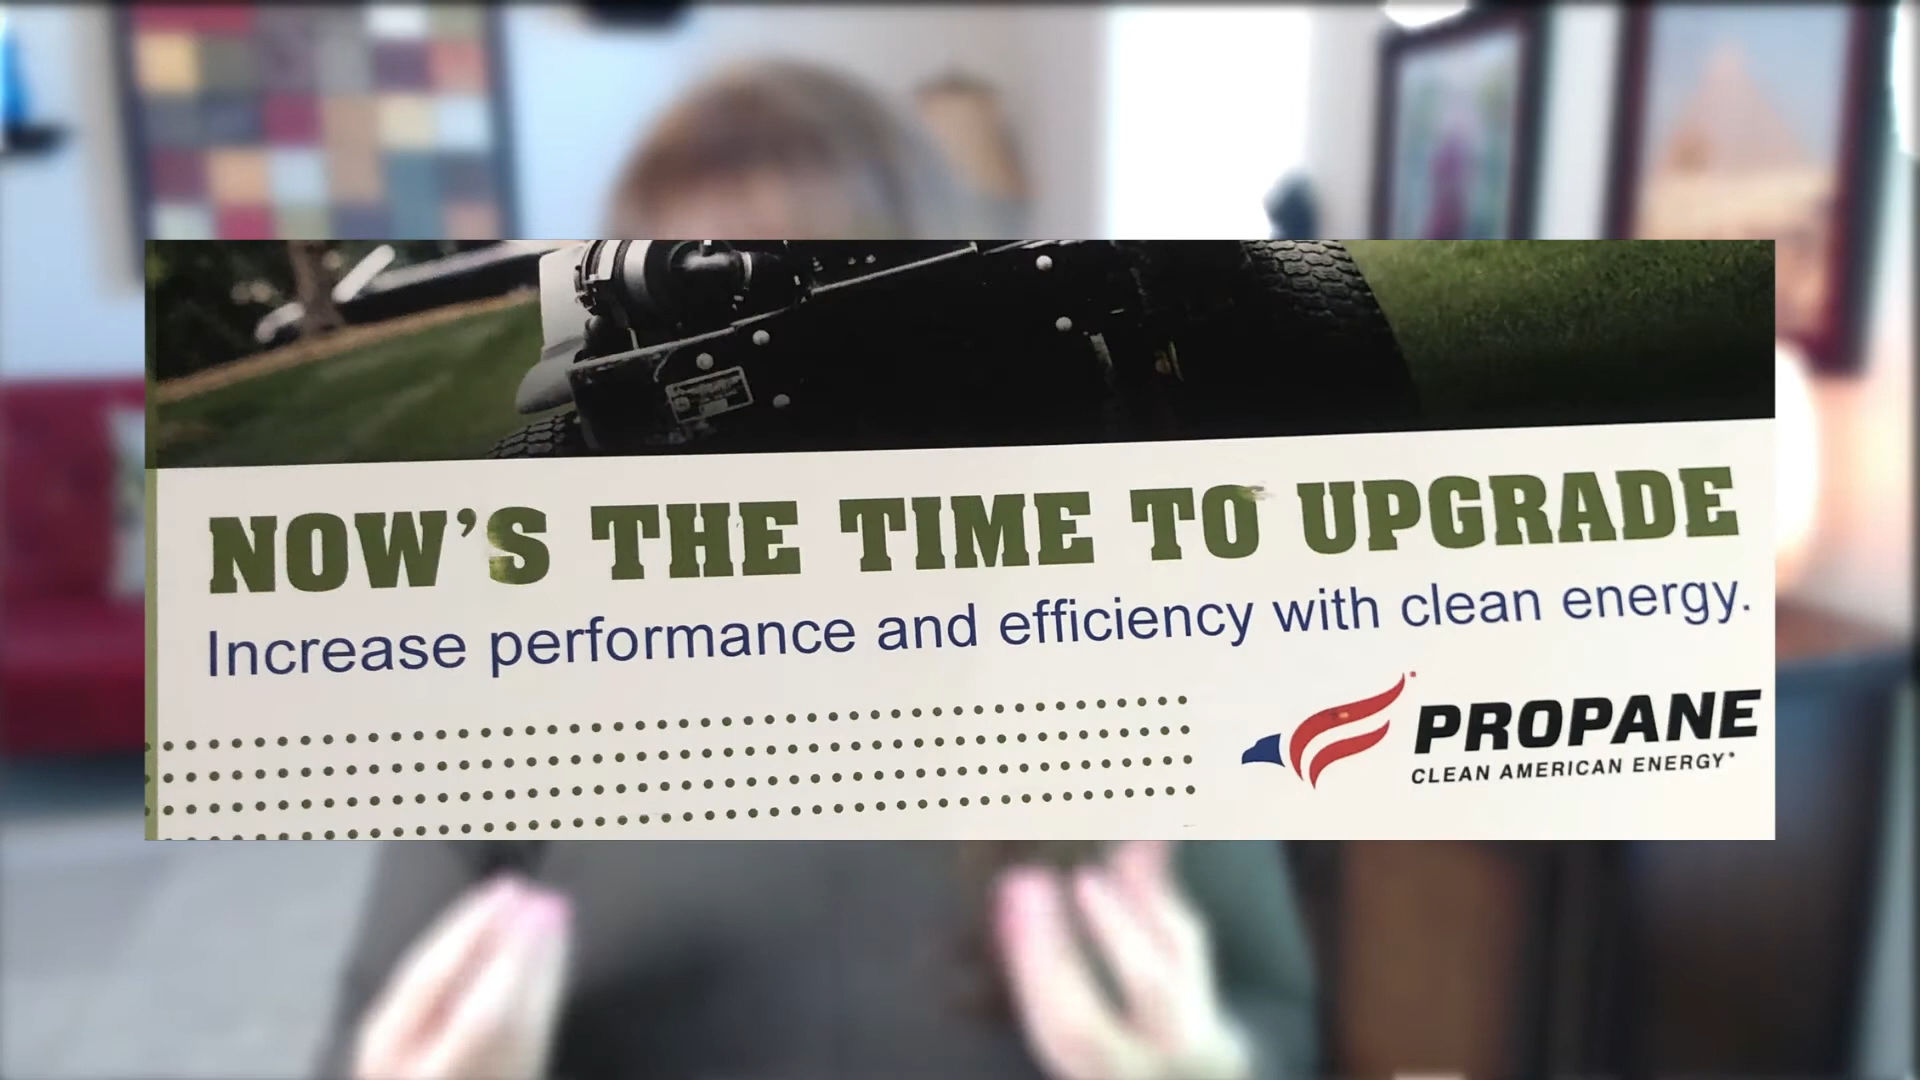 NOW'S THE TIME TO UPGRADE
Increase performance and efficiency with clean energy.
PROPANE
CLEAN AMERICAN ENERGY